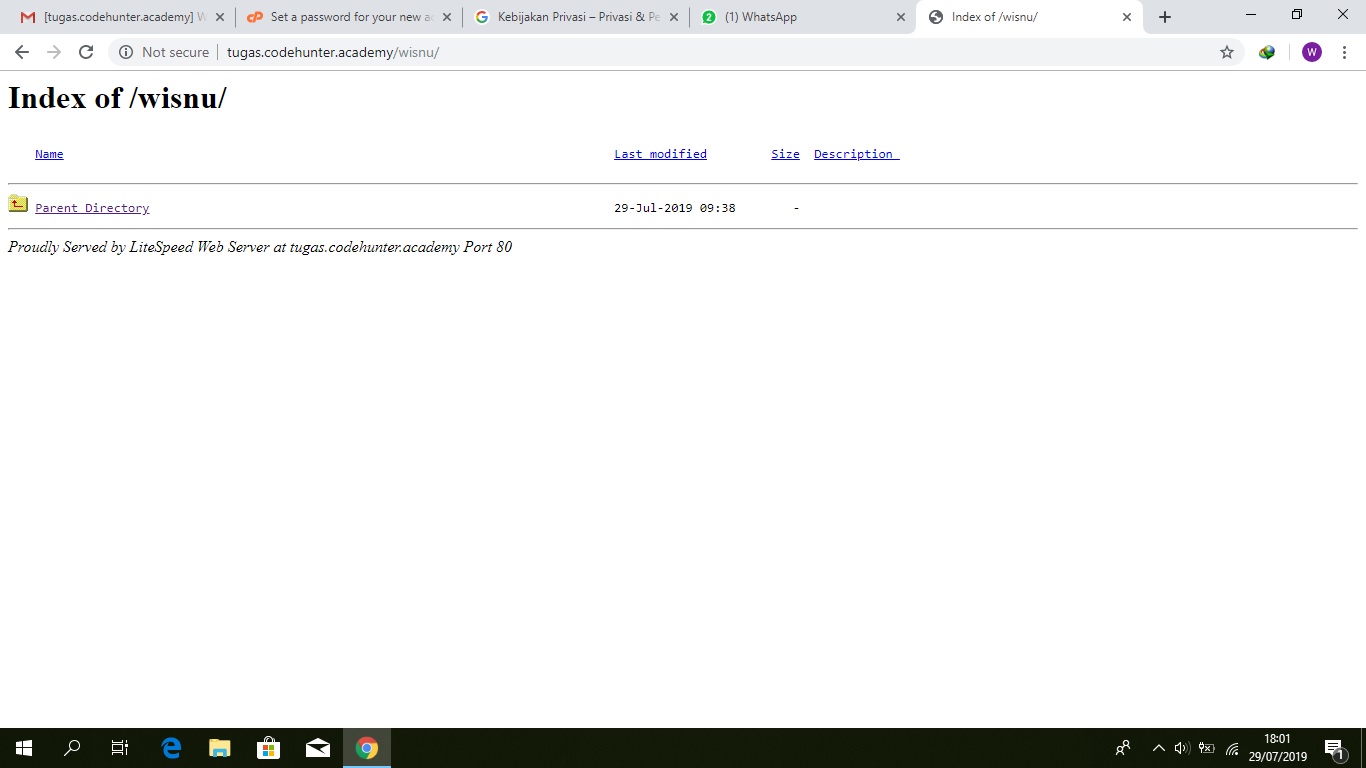 [tugas.codehunter.academy] W
Set a password for your new ac
Kebijakan Privasi – Privasi & Pe
2
(1) WhatsApp
Index of /wisnu/
Not secure
tugas.codehunter.academy/wisnu/
W
Index of /wisnu/
Name Last modified Size Description
Parent Directory 29-Jul-2019 09:38 -
Proudly Served by LiteSpeed Web Server at tugas.codehunter.academy Port 80
18:01
29/07/2019
1